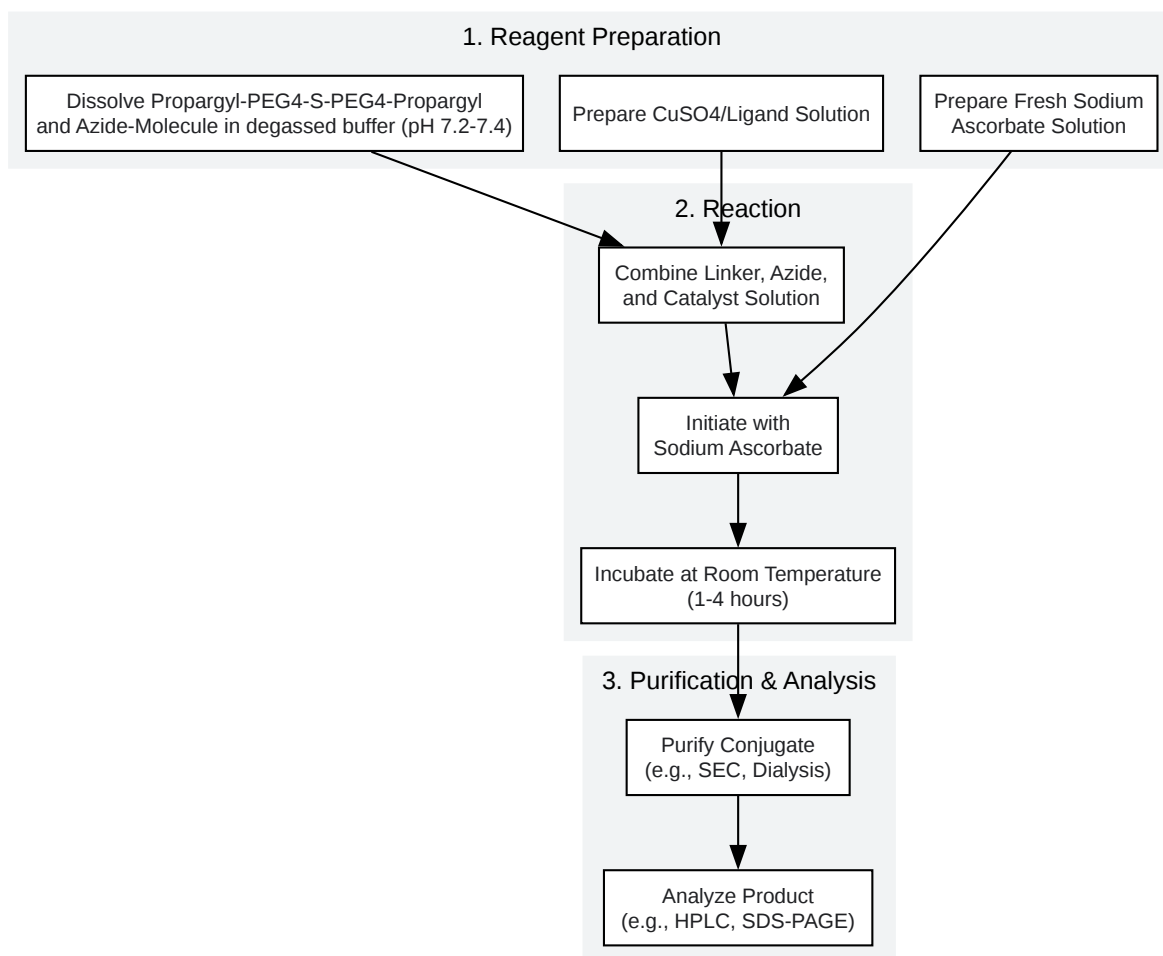 1. Reagent Preparation
Dissolve Propargyl-PEG4-S-PEG4-Propargyl
and Azide-Molecule in degassed buffer (pH 7.2-7.4)
Prepare CuSO4/Ligand Solution
Prepare Fresh Sodium
Ascorbate Solution
2. Reaction
Combine Linker, Azide,
and Catalyst Solution
Initiate with
Sodium Ascorbate
Incubate at Room Temperature
(1-4 hours)
3. Purification & Analysis
Purify Conjugate
(e.g., SEC, Dialysis)
Analyze Product
(e.g., HPLC, SDS-PAGE)